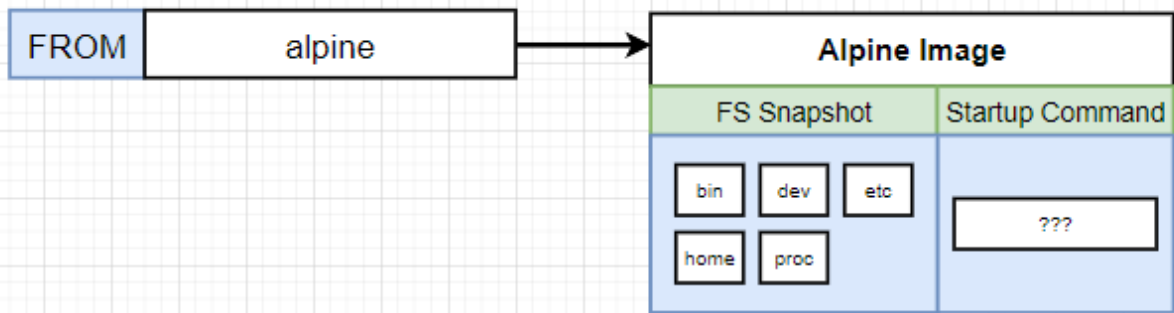 FROM alpine
Alpine Image
FS Snapshot Startup Command
bin dev etc
???
home proc